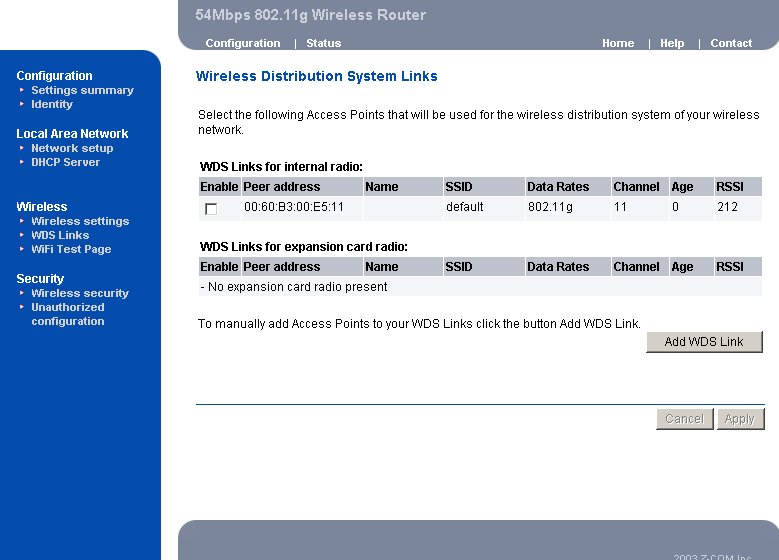 54Mbps 802.11g Wireless Router
Configuration | Status Home | Help | Contact
Configuration
Settings summary
Identity
Local Area Network
Network setup
DHCP Server
Wireless
Wireless settings
WDS Links
WiFi Test Page
Security
Wireless security
Unauthorized
configuration
Wireless Distribution System Links
Select the following Access Points that will be used for the wireless distribution system of your wireless
network.
WDS Links for internal radio:
Enable Peer address Name SSID Data Rates Channel Age RSSI
00:60:B3:00:E5:11 default 802.11g 11 0 212
WDS Links for expansion card radio:
Enable Peer address Name SSID Data Rates Channel Age RSSI
- No expansion card radio present
To manually add Access Points to your WDS Links click the button Add WDS Link.
Add WDS Link
Cancel Apply
2003 Z-COM Inc